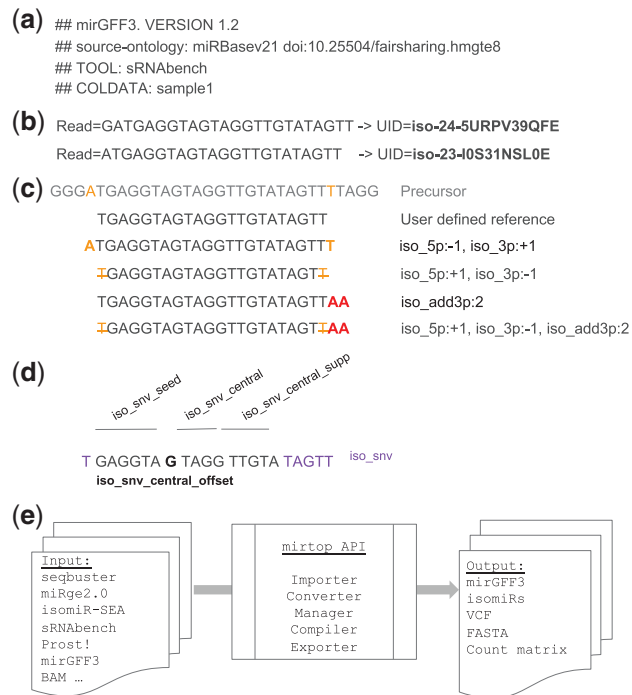 (a)
## mirGFF3. VERSION 1.2
## source-ontology: miRBasev21 doi:10.25504/fairsharing.hmgte8
## TOOL: sRNAbench
## COLDATA: sample1
(b)
Read=GATGAGGTAGTAGGTTGTATAGTT -> UID=iso-24-5URPV39QFE
Read=ATGAGGTAGTAGGTTGTATAGTT -> UID=iso-23-I0S31NSL0E
(c)
GGGATGAGGTAGTAGGTTGTATAGTTTTAGG Precursor
TGAGGTAGTAGGTTGTATAGTT User defined reference
ATGAGGTAGTAGGTTGTATAGTTT iso_5p:-1, iso_3p:+1
TGAGGTAGTAGGTTGTATAGTT iso_5p:+1, iso_3p:-1
TGAGGTAGTAGGTTGTATAGTTAA iso_add3p:2
TGAGGTAGTAGGTTGTATAGTTAA iso_5p:+1, iso_3p:-1, iso_add3p:2
(d)
iso_snv_seed
iso_snv_central
iso_snv_central_supp
T GAGGTA G TAGG TTGTA TAGTT iso_snv
iso_snv_central_offset
(e)
Input:
seqbuster
miRge2.0
isomiR-SEA
sRNAbench
Prost!
mirGFF3
BAM …
mirtop API
Importer
Converter
Manager
Compiler
Exporter
Output:
mirGFF3
isomiRs
VCF
FASTA
Count matrix